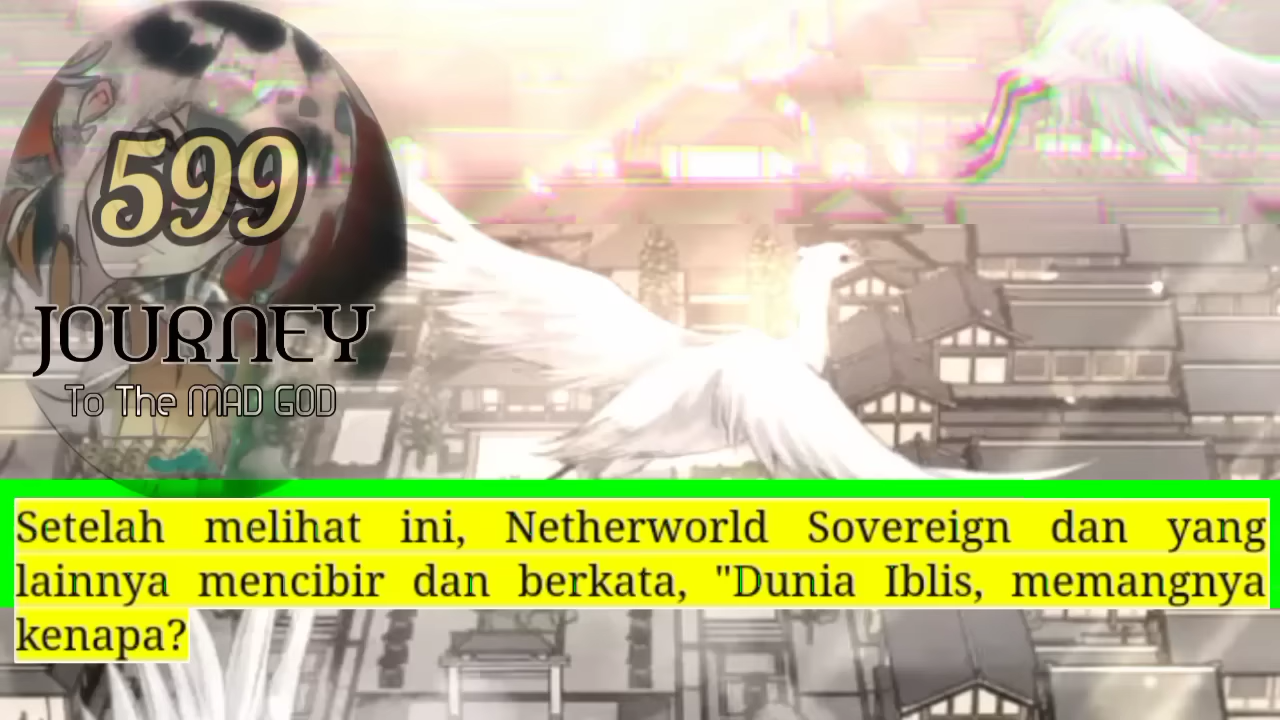 599
JOURNEY
To The MAD GOD
Setelah melihat ini, Netherworld Sovereign dan yang
lainnya mencibir dan berkata, "Dunia Iblis, memangnya
kenapa?